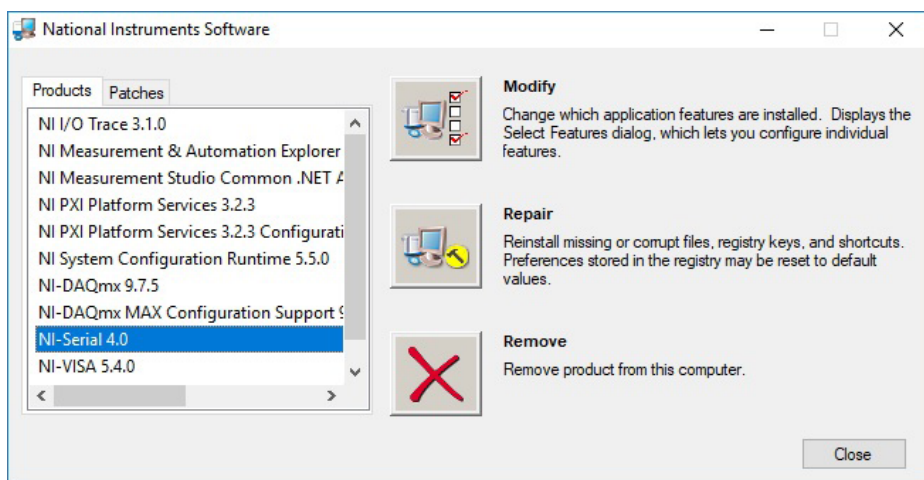 National Instruments Software
Products
Patches
NI I/O Trace 3.1.0
NI Measurement & Automation Explorer
NI Measurement Studio Common .NET A
NI PXI Platform Services 3.2.3
NI PXI Platform Services 3.2.3 Configurati
NI System Configuration Runtime 5.5.0
NI-DAQmx 9.7.5
NI-DAQmx MAX Configuration Support 9
NI-Serial 4.0
NI-VISA 5.4.0
Modify
Change which application features are installed. Displays the
Select Features dialog, which lets you configure individual
features.
Repair
Reinstall missing or corrupt files, registry keys, and shortcuts.
Preferences stored in the registry may be reset to default
values.
Remove
Remove product from this computer.
Close